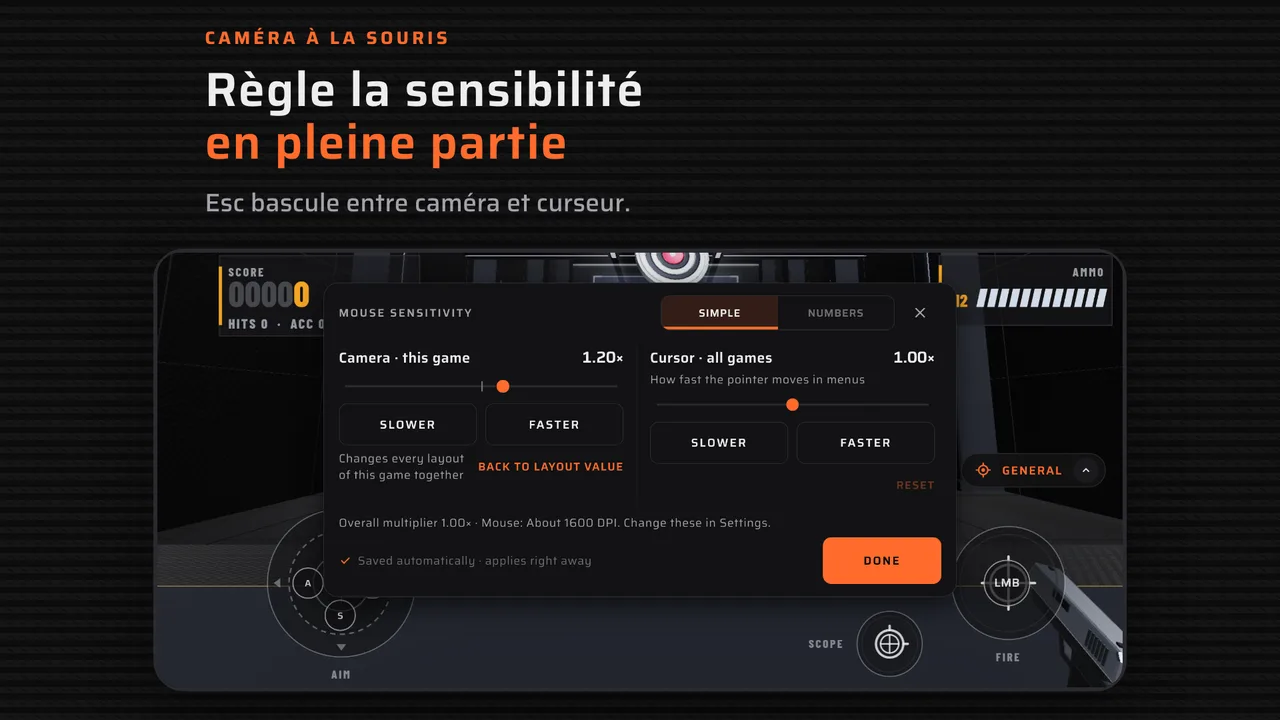 CAMÉRA À LA SOURIS
Règle la sensibilité
en pleine partie
Esc bascule entre caméra et curseur.
SCORE
00000
HITS 0 · ACC 0
AMMO
12
MOUSE SENSITIVITY
SIMPLE
NUMBERS
Camera · this game
1.20×
SLOWER
FASTER
Changes every layout
of this game together
BACK TO LAYOUT VALUE
Cursor · all games
1.00×
How fast the pointer moves in menus
SLOWER
FASTER
RESET
Overall multiplier 1.00× · Mouse: About 1600 DPI. Change these in Settings.
Saved automatically · applies right away
DONE
GENERAL
A
S
AIM
SCOPE
LMB
FIRE